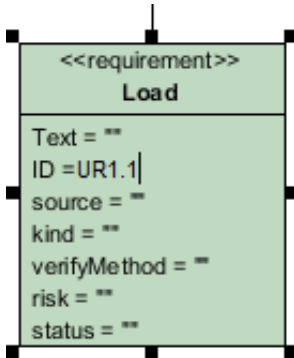 <<requirement>>
Load
Text = ""
ID =UR1.1
source = ""
kind = ""
verifyMethod = ""
risk = ""
status = ""